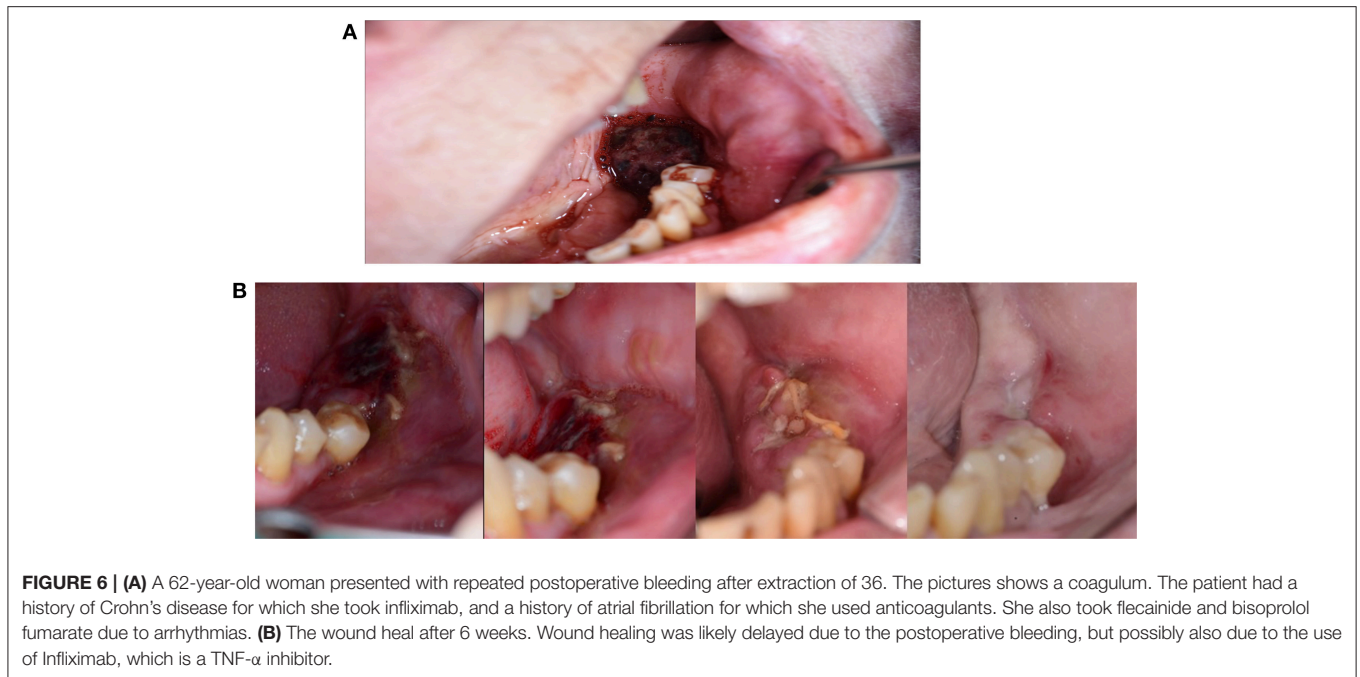 A
B
FIGURE 6 | (A) A 62-year-old woman presented with repeated postoperative bleeding after extraction of 36. The pictures shows a coagulum. The patient had a
history of Crohn's disease for which she took infliximab, and a history of atrial fibrillation for which she used anticoagulants. She also took flecainide and bisoprolol
fumarate due to arrhythmias. (B) The wound heal after 6 weeks. Wound healing was likely delayed due to the postoperative bleeding, but possibly also due to the use
of Infliximab, which is a TNF-α inhibitor.